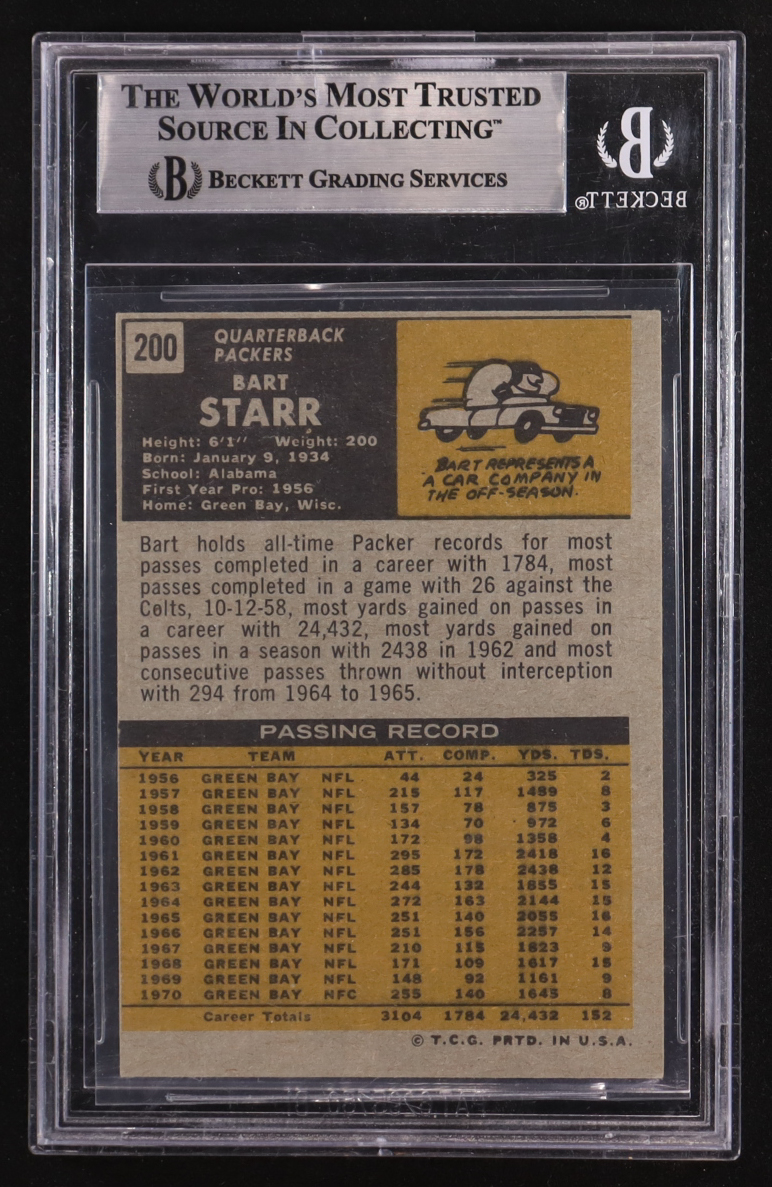 THE WORLD'S MOST TRUSTED
SOURCE IN COLLECTING™
B BECKETT GRADING SERVICES
B
BECKETT®
200
QUARTERBACK
PACKERS
BART
STARR
Height: 6'1" Weight: 200
Born: January 9, 1934
School: Alabama
First Year Pro: 1956
Home: Green Bay, Wisc.
BART REPRESENTS A
A CAR COMPANY IN
THE OFF-SEASON.
Bart holds all-time Packer records for most
passes completed in a career with 1784, most
passes completed in a game with 26 against the
Colts, 10-12-58, most yards gained on passes in
a career with 24,432, most yards gained on
passes in a season with 2438 in 1962 and most
consecutive passes thrown without interception
with 294 from 1964 to 1965.
PASSING RECORD
YEAR TEAM ATT. COMP. YDS. TDS.
1956 GREEN BAY NFL 44 24 325 2
1957 GREEN BAY NFL 215 117 1489 8
1958 GREEN BAY NFL 157 78 875 3
1959 GREEN BAY NFL 134 70 972 6
1960 GREEN BAY NFL 172 98 1358 4
1961 GREEN BAY NFL 295 172 2418 16
1962 GREEN BAY NFL 285 178 2438 12
1963 GREEN BAY NFL 244 132 1855 15
1964 GREEN BAY NFL 272 163 2144 15
1965 GREEN BAY NFL 251 140 2055 16
1966 GREEN BAY NFL 251 156 2257 14
1967 GREEN BAY NFL 210 115 1823 9
1968 GREEN BAY NFL 171 109 1617 15
1969 GREEN BAY NFL 148 92 1161 9
1970 GREEN BAY NFC 255 140 1645 8
Career Totals 3104 1784 24,432 152
© T.C.G. PRTD. IN U.S.A.